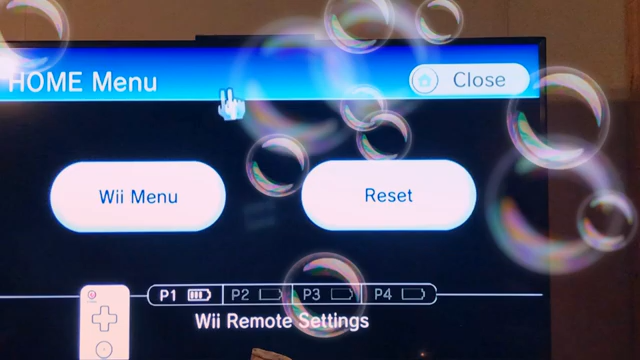 HOME Menu
Close
Wii Menu
Reset
P1 P2 P3 P4
Wii Remote Settings